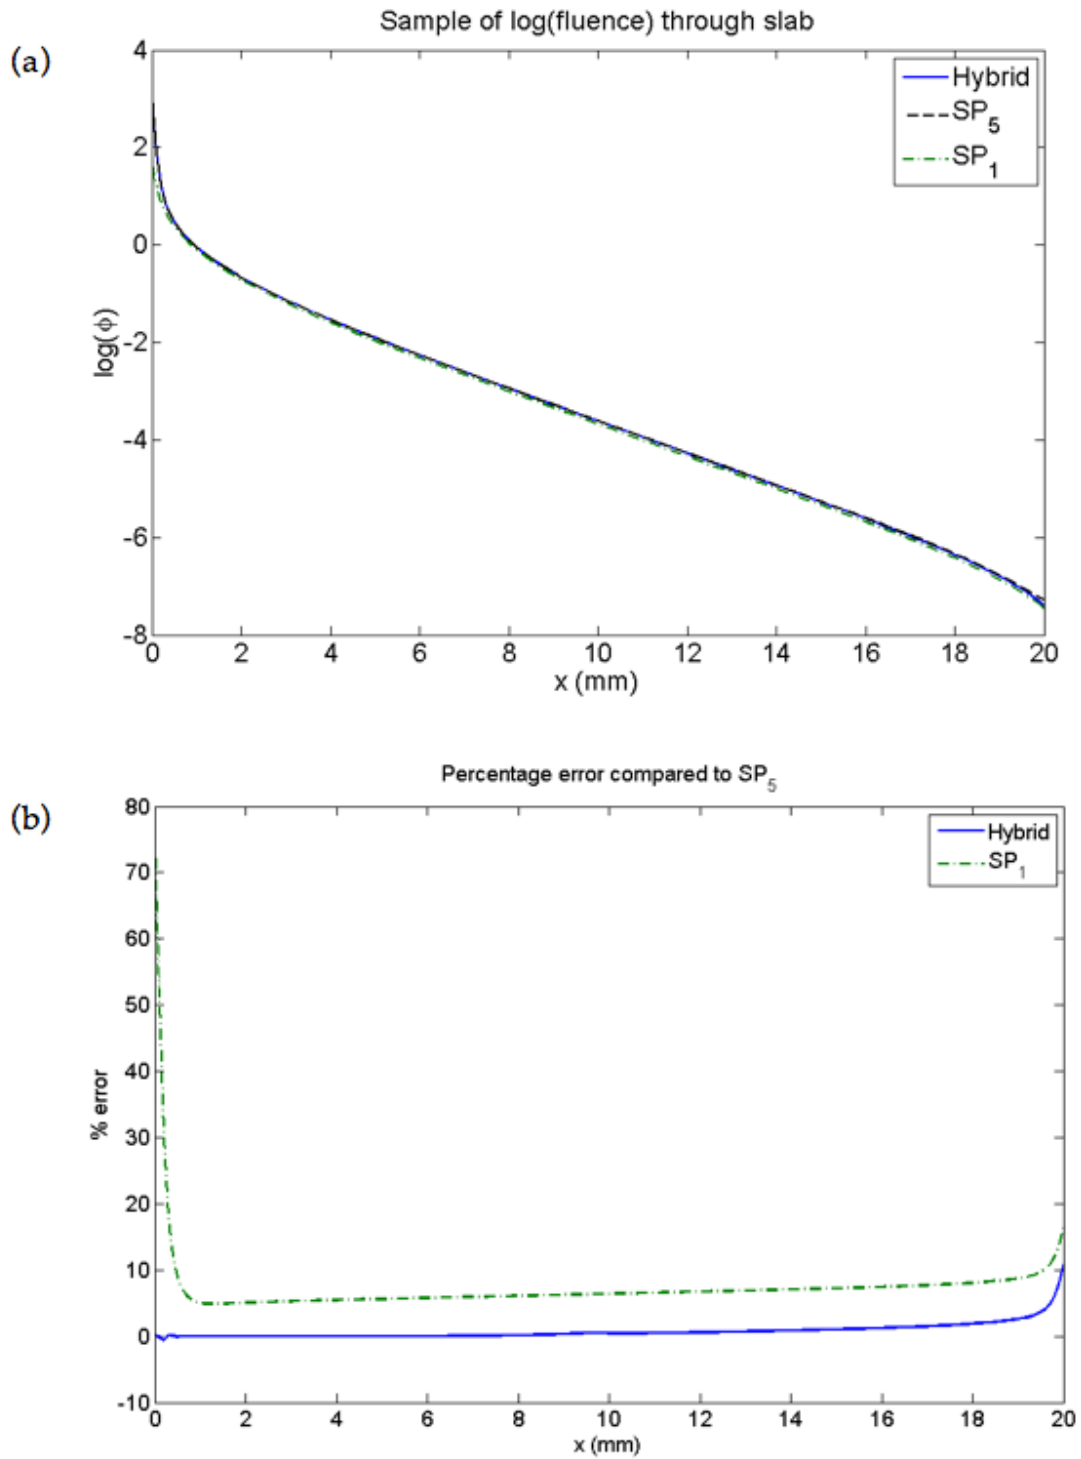 (a)
Sample of log(fluence) through slab
4
2
0
-2
-4
-6
-8
log(ϕ)
Hybrid
SP5
SP1
0 2 4 6 8 10 12 14 16 18 20
x (mm)
(b)
Percentage error compared to SP5
80
70
60
50
40
30
20
10
0
-10
% error
Hybrid
SP1
0 2 4 6 8 10 12 14 16 18 20
x (mm)